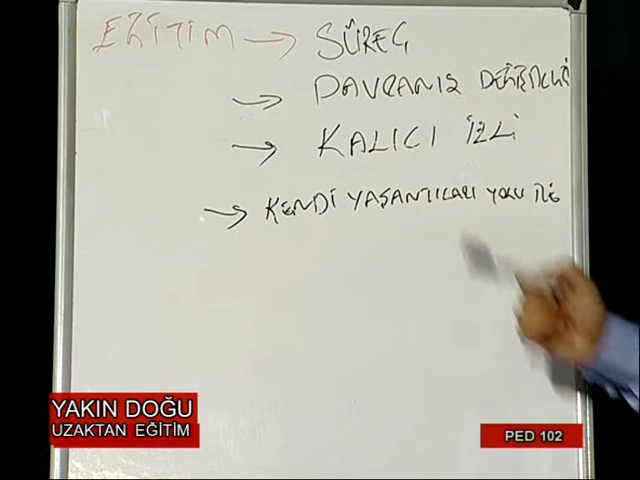 EĞİTİM → SÜREÇ
→ DAVRANIŞ DEĞİŞİKLİĞİ
→ KALICI İZLİ
→ KENDİ YAŞANTILARI YOLU İLE
YAKIN DOĞU
UZAKTAN EĞİTİM
PED 102